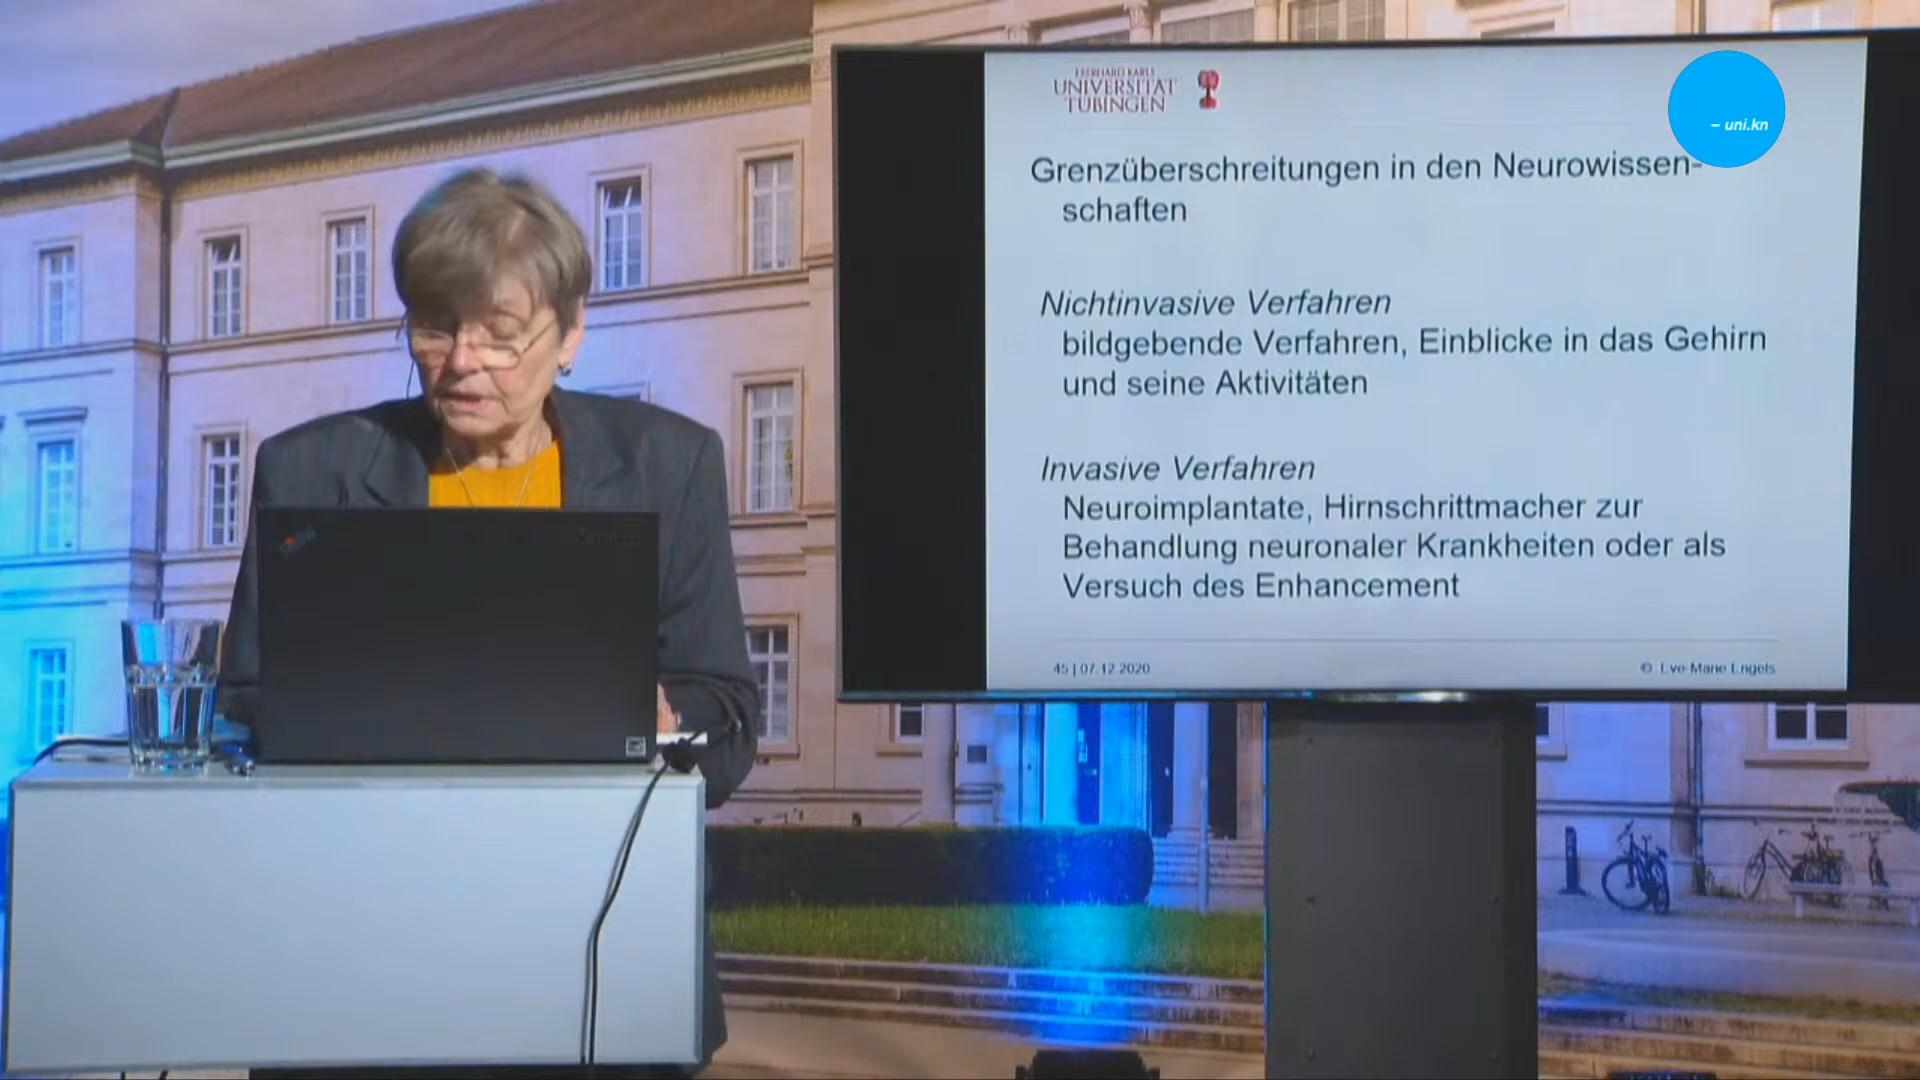 EBERHARD KARLS
UNIVERSITÄT
TÜBINGEN
– uni.kn
Grenzüberschreitungen in den Neurowissen-
schaften
Nichtinvasive Verfahren
bildgebende Verfahren, Einblicke in das Gehirn
und seine Aktivitäten
Invasive Verfahren
Neuroimplantate, Hirnschrittmacher zur
Behandlung neuronaler Krankheiten oder als
Versuch des Enhancement
45 | 07.12.2020
© Eve-Marie Engels